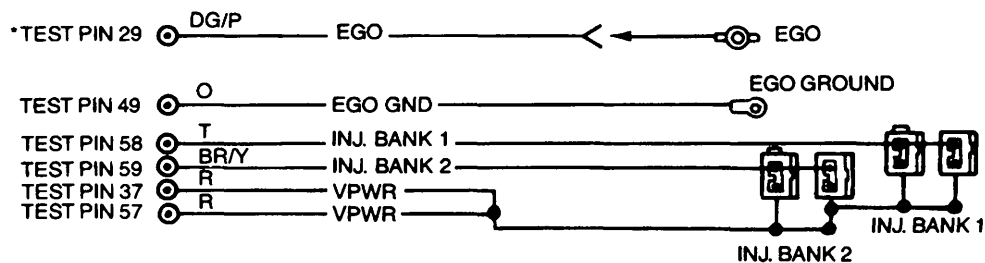 *TEST PIN 29 DG/P EGO EGO
TEST PIN 49 O EGO GND EGO GROUND
TEST PIN 58 T INJ. BANK 1
TEST PIN 59 BR/Y INJ. BANK 2
TEST PIN 37 R VPWR
TEST PIN 57 R VPWR
INJ. BANK 1
INJ. BANK 2